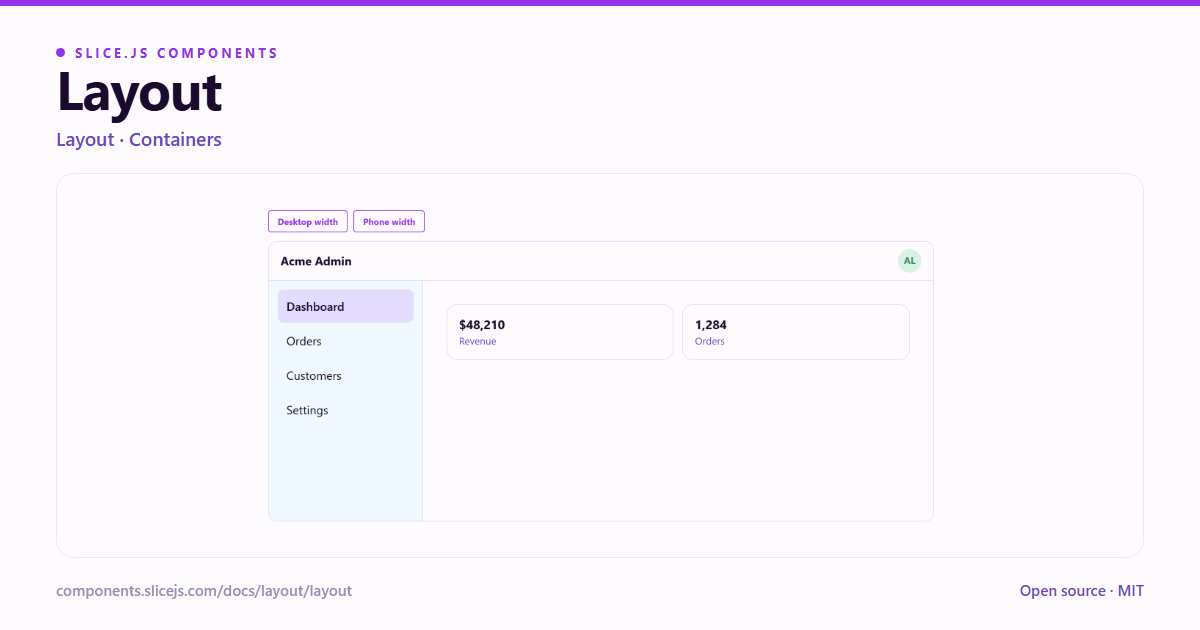 SLICE.JS COMPONENTS
Layout
Layout · Containers
Desktop width Phone width
Acme Admin AL
Dashboard
Orders
Customers
Settings
$48,210
Revenue
1,284
Orders
components.slicejs.com/docs/layout/layout
Open source · MIT